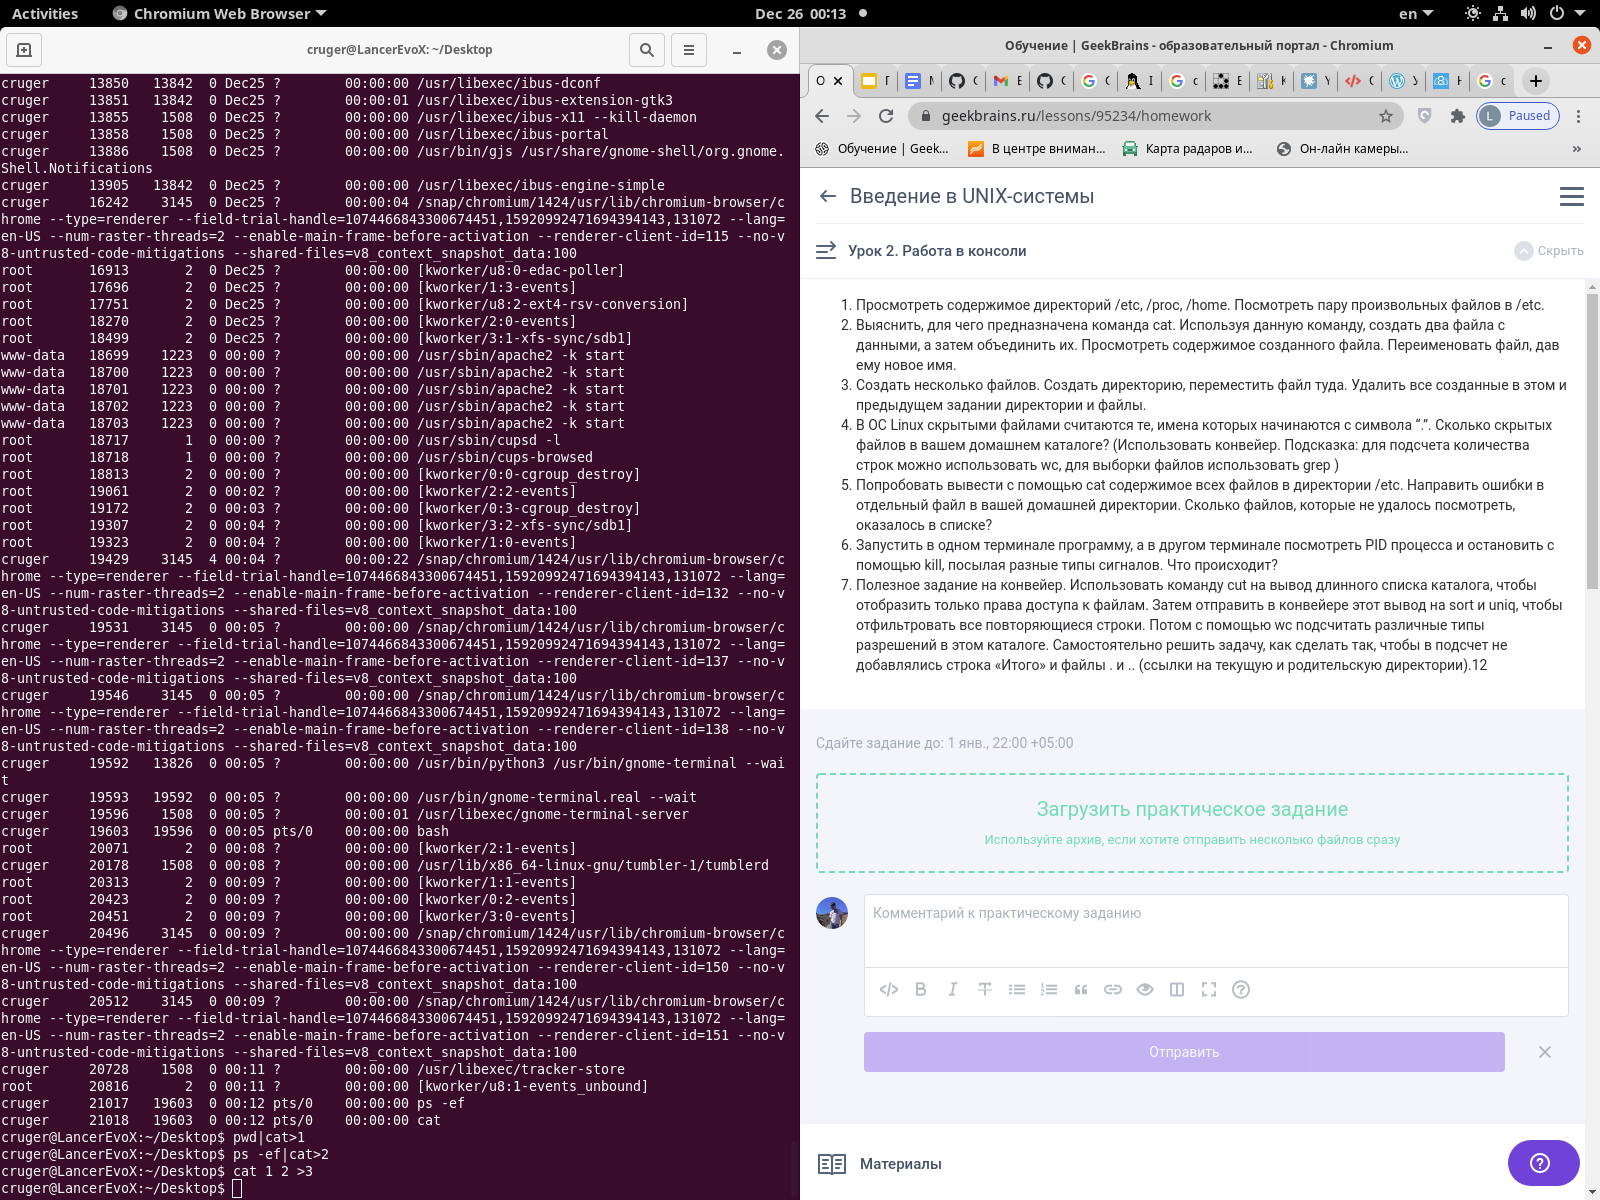 Activities
Chromium Web Browser
Dec 26 00:13
en
cruger@LancerEvoX: ~/Desktop
cruger 13850 13842 0 Dec25 ? 00:00:00 /usr/libexec/ibus-dconf
cruger 13851 13842 0 Dec25 ? 00:00:01 /usr/libexec/ibus-extension-gtk3
cruger 13855 1508 0 Dec25 ? 00:00:00 /usr/libexec/ibus-x11 --kill-daemon
cruger 13858 1508 0 Dec25 ? 00:00:00 /usr/libexec/ibus-portal
cruger 13886 1508 0 Dec25 ? 00:00:00 /usr/bin/gjs /usr/share/gnome-shell/org.gnome.
Shell.Notifications
cruger 13905 13842 0 Dec25 ? 00:00:00 /usr/libexec/ibus-engine-simple
cruger 16242 3145 0 Dec25 ? 00:00:04 /snap/chromium/1424/usr/lib/chromium-browser/c
hrome --type=renderer --field-trial-handle=1074466843300674451,15920992471694394143,131072 --lang=
en-US --num-raster-threads=2 --enable-main-frame-before-activation --renderer-client-id=115 --no-v
8-untrusted-code-mitigations --shared-files=v8_context_snapshot_data:100
root 16913 2 0 Dec25 ? 00:00:00 [kworker/u8:0-edac-poller]
root 17696 2 0 Dec25 ? 00:00:00 [kworker/1:3-events]
root 17751 2 0 Dec25 ? 00:00:00 [kworker/u8:2-ext4-rsv-conversion]
root 18270 2 0 Dec25 ? 00:00:00 [kworker/2:0-events]
root 18499 2 0 Dec25 ? 00:00:00 [kworker/3:1-xfs-sync/sdb1]
www-data 18699 1223 0 00:00 ? 00:00:00 /usr/sbin/apache2 -k start
www-data 18700 1223 0 00:00 ? 00:00:00 /usr/sbin/apache2 -k start
www-data 18701 1223 0 00:00 ? 00:00:00 /usr/sbin/apache2 -k start
www-data 18702 1223 0 00:00 ? 00:00:00 /usr/sbin/apache2 -k start
www-data 18703 1223 0 00:00 ? 00:00:00 /usr/sbin/apache2 -k start
root 18717 1 0 00:00 ? 00:00:00 /usr/sbin/cupsd -l
root 18718 1 0 00:00 ? 00:00:00 /usr/sbin/cups-browsed
root 18813 2 0 00:00 ? 00:00:00 [kworker/0:0-cgroup_destroy]
root 19061 2 0 00:02 ? 00:00:00 [kworker/2:2-events]
root 19172 2 0 00:03 ? 00:00:00 [kworker/0:3-cgroup_destroy]
root 19307 2 0 00:04 ? 00:00:00 [kworker/3:2-xfs-sync/sdb1]
root 19323 2 0 00:04 ? 00:00:00 [kworker/1:0-events]
cruger 19429 3145 4 00:04 ? 00:00:22 /snap/chromium/1424/usr/lib/chromium-browser/c
hrome --type=renderer --field-trial-handle=1074466843300674451,15920992471694394143,131072 --lang=
en-US --num-raster-threads=2 --enable-main-frame-before-activation --renderer-client-id=132 --no-v
8-untrusted-code-mitigations --shared-files=v8_context_snapshot_data:100
cruger 19531 3145 0 00:05 ? 00:00:00 /snap/chromium/1424/usr/lib/chromium-browser/c
hrome --type=renderer --field-trial-handle=1074466843300674451,15920992471694394143,131072 --lang=
en-US --num-raster-threads=2 --enable-main-frame-before-activation --renderer-client-id=137 --no-v
8-untrusted-code-mitigations --shared-files=v8_context_snapshot_data:100
cruger 19546 3145 0 00:05 ? 00:00:00 /snap/chromium/1424/usr/lib/chromium-browser/c
hrome --type=renderer --field-trial-handle=1074466843300674451,15920992471694394143,131072 --lang=
en-US --num-raster-threads=2 --enable-main-frame-before-activation --renderer-client-id=138 --no-v
8-untrusted-code-mitigations --shared-files=v8_context_snapshot_data:100
cruger 19592 13826 0 00:05 ? 00:00:00 /usr/bin/python3 /usr/bin/gnome-terminal --wai
t
cruger 19593 19592 0 00:05 ? 00:00:00 /usr/bin/gnome-terminal.real --wait
cruger 19596 1508 0 00:05 ? 00:00:01 /usr/libexec/gnome-terminal-server
cruger 19603 19596 0 00:05 pts/0 00:00:00 bash
root 20071 2 0 00:08 ? 00:00:00 [kworker/2:1-events]
cruger 20178 1508 0 00:08 ? 00:00:00 /usr/lib/x86_64-linux-gnu/tumbler-1/tumblerd
root 20313 2 0 00:09 ? 00:00:00 [kworker/1:1-events]
root 20423 2 0 00:09 ? 00:00:00 [kworker/0:2-events]
root 20451 2 0 00:09 ? 00:00:00 [kworker/3:0-events]
cruger 20496 3145 0 00:09 ? 00:00:00 /snap/chromium/1424/usr/lib/chromium-browser/c
hrome --type=renderer --field-trial-handle=1074466843300674451,15920992471694394143,131072 --lang=
en-US --num-raster-threads=2 --enable-main-frame-before-activation --renderer-client-id=150 --no-v
8-untrusted-code-mitigations --shared-files=v8_context_snapshot_data:100
cruger 20512 3145 0 00:09 ? 00:00:00 /snap/chromium/1424/usr/lib/chromium-browser/c
hrome --type=renderer --field-trial-handle=1074466843300674451,15920992471694394143,131072 --lang=
en-US --num-raster-threads=2 --enable-main-frame-before-activation --renderer-client-id=151 --no-v
8-untrusted-code-mitigations --shared-files=v8_context_snapshot_data:100
cruger 20728 1508 0 00:11 ? 00:00:00 /usr/libexec/tracker-store
root 20816 2 0 00:11 ? 00:00:00 [kworker/u8:1-events_unbound]
cruger 21017 19603 0 00:12 pts/0 00:00:00 ps -ef
cruger 21018 19603 0 00:12 pts/0 00:00:00 cat
cruger@LancerEvoX:~/Desktop$ pwd|cat>1
cruger@LancerEvoX:~/Desktop$ ps -ef|cat>2
cruger@LancerEvoX:~/Desktop$ cat 1 2 >3
cruger@LancerEvoX:~/Desktop$
Обучение | GeekBrains - образовательный портал - Chromium
geekbrains.ru/lessons/95234/homework
L Paused
Обучение | Geek...
В центре вниман...
Карта радаров и...
Он-лайн камеры...
»
Введение в UNIX-системы
Урок 2. Работа в консоли
Скрыть
1. Просмотреть содержимое директорий /etc, /proc, /home. Посмотреть пару произвольных файлов в /etc.
2. Выяснить, для чего предназначена команда cat. Используя данную команду, создать два файла с
данными, а затем объединить их. Просмотреть содержимое созданного файла. Переименовать файл, дав
ему новое имя.
3. Создать несколько файлов. Создать директорию, переместить файл туда. Удалить все созданные в этом и
предыдущем задании директории и файлы.
4. В ОС Linux скрытыми файлами считаются те, имена которых начинаются с символа “.”. Сколько скрытых
файлов в вашем домашнем каталоге? (Использовать конвейер. Подсказка: для подсчета количества
строк можно использовать wc, для выборки файлов использовать grep )
5. Попробовать вывести с помощью cat содержимое всех файлов в директории /etc. Направить ошибки в
отдельный файл в вашей домашней директории. Сколько файлов, которые не удалось посмотреть,
оказалось в списке?
6. Запустить в одном терминале программу, а в другом терминале посмотреть PID процесса и остановить с
помощью kill, посылая разные типы сигналов. Что происходит?
7. Полезное задание на конвейер. Использовать команду cut на вывод длинного списка каталога, чтобы
отобразить только права доступа к файлам. Затем отправить в конвейере этот вывод на sort и uniq, чтобы
отфильтровать все повторяющиеся строки. Потом с помощью wc подсчитать различные типы
разрешений в этом каталоге. Самостоятельно решить задачу, как сделать так, чтобы в подсчет не
добавлялись строка «Итого» и файлы . и .. (ссылки на текущую и родительскую директории).12
Сдайте задание до: 1 янв., 22:00 +05:00
Загрузить практическое задание
Используйте архив, если хотите отправить несколько файлов сразу
Комментарий к практическому заданию
Отправить
Материалы